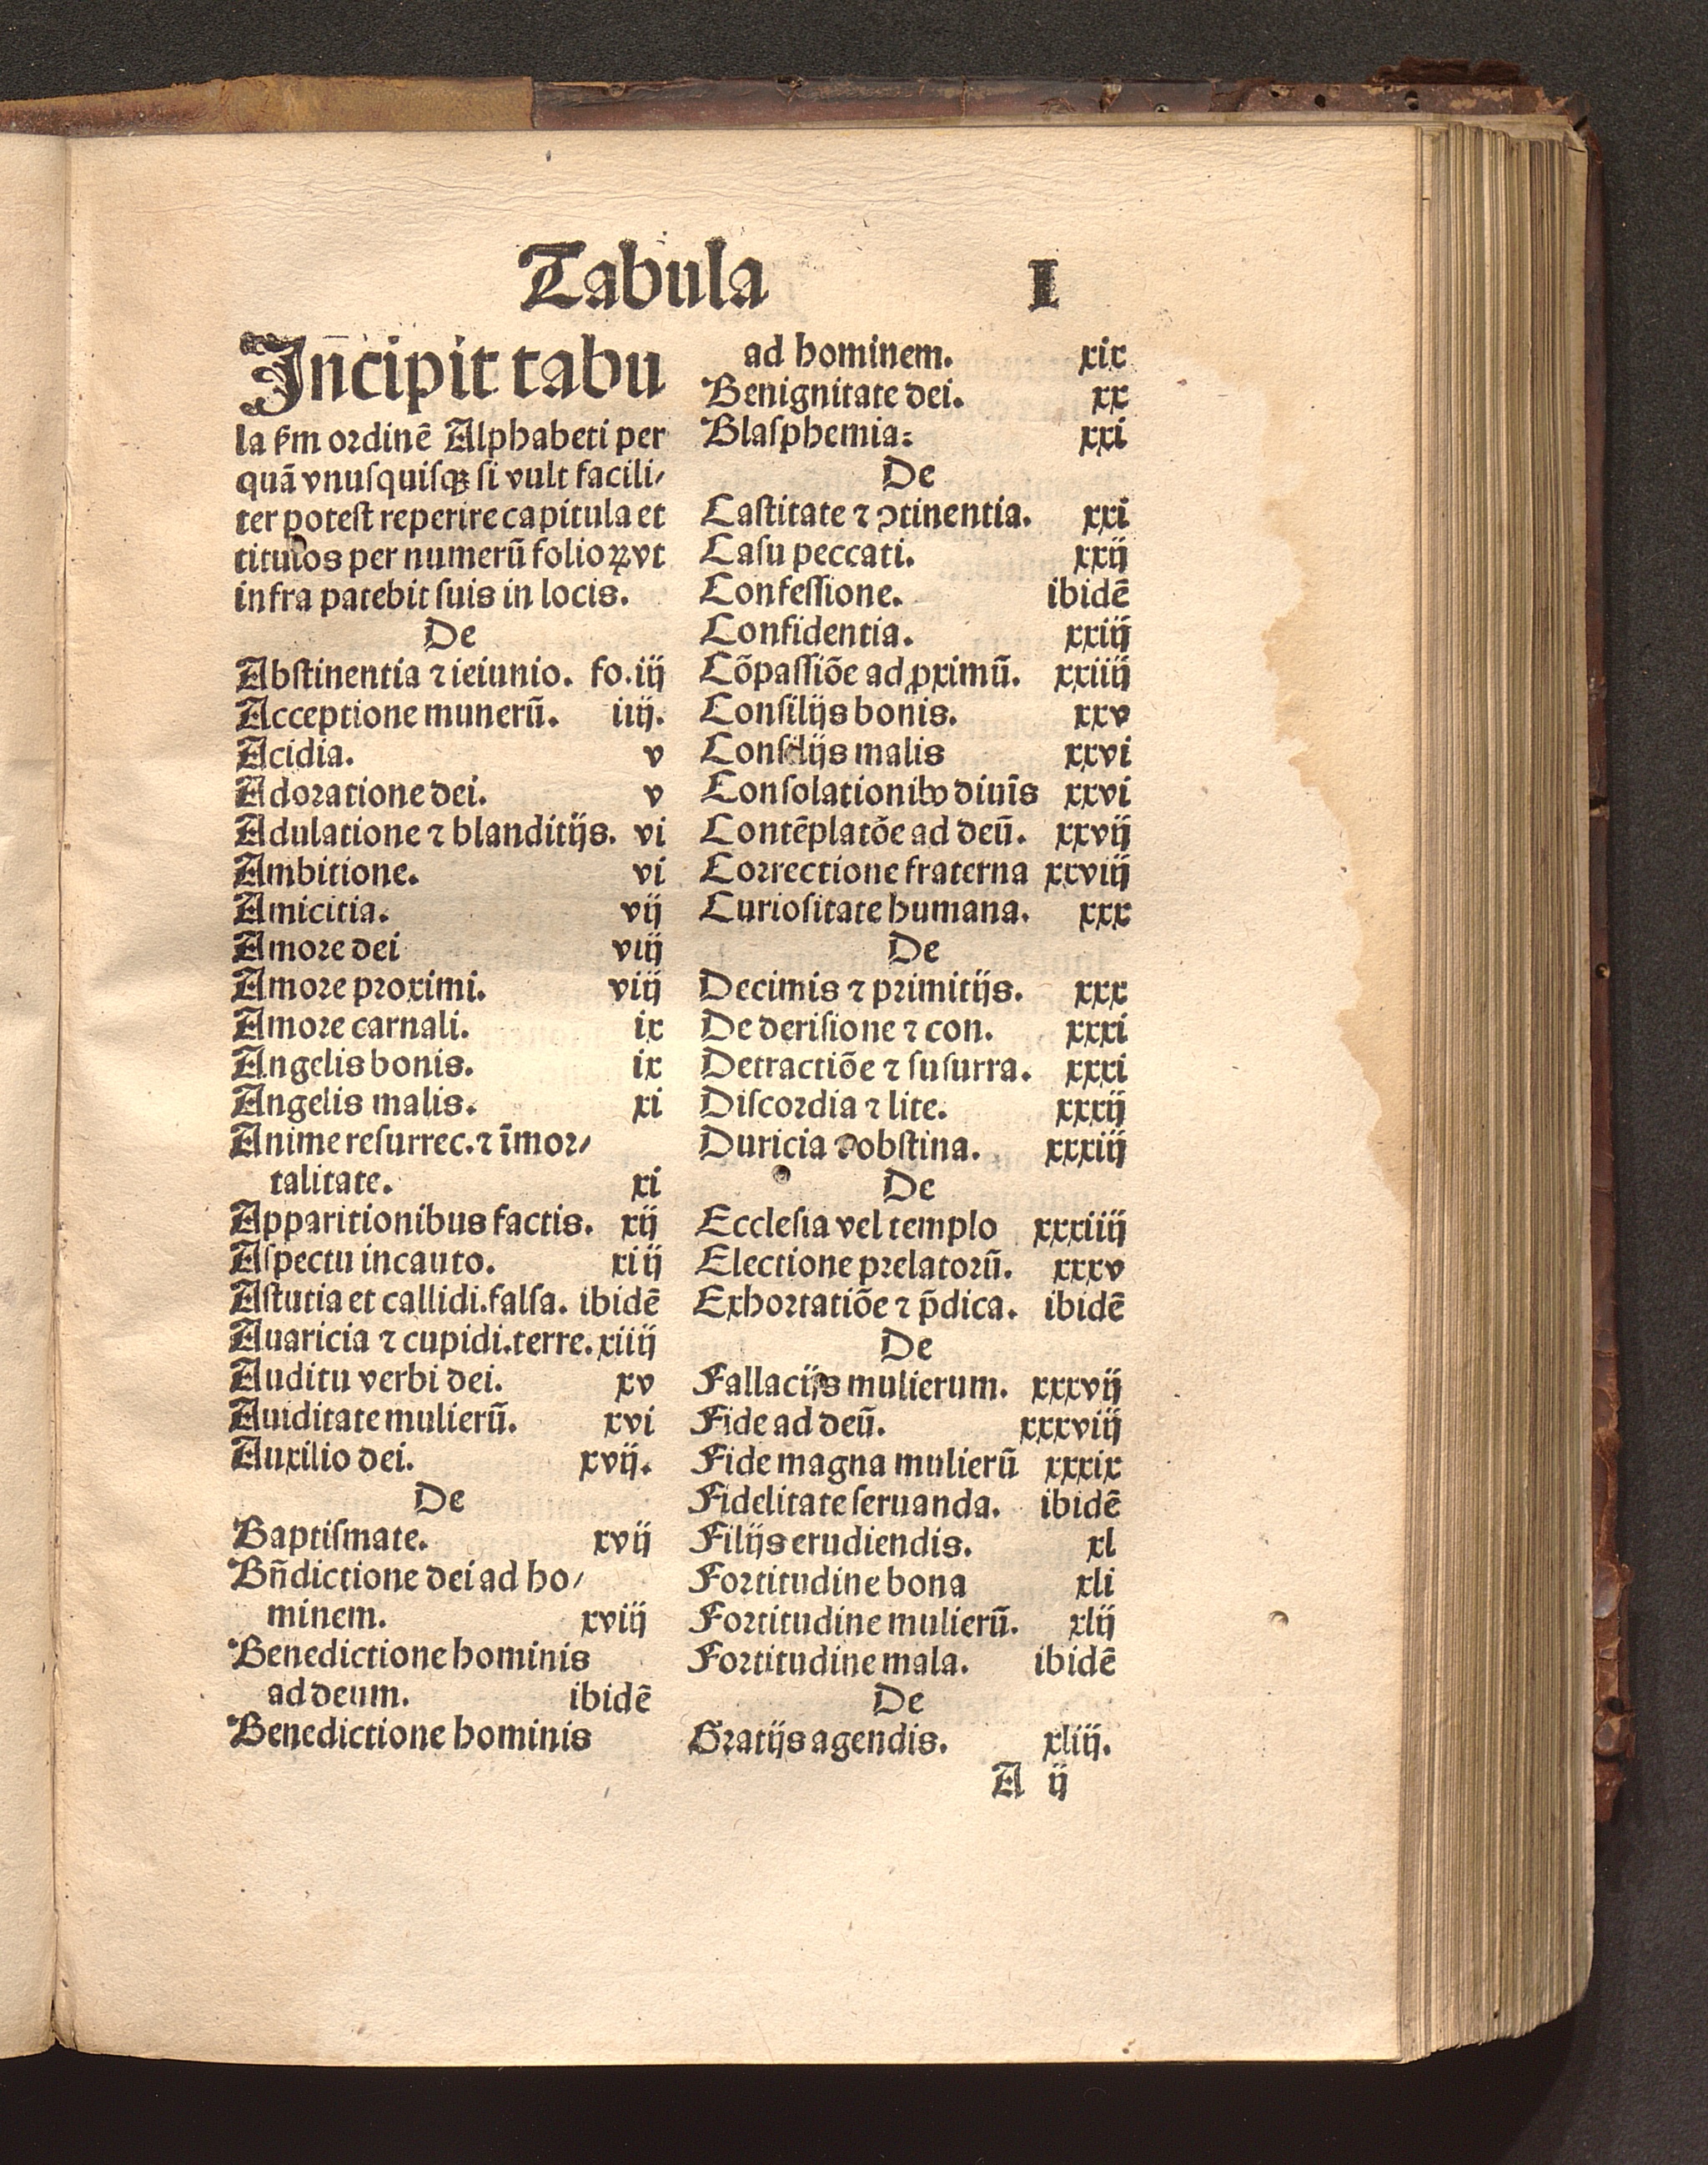 Tabula I
Incipit tabu
la ẜm ordinē Alphabeti per
quā vnuſquiſqꝫ ſi vult facili/
ter poteſt reperire capitula et
titulos per numerū folioꝝ vt
infra patebit ſuis in locis.
De
Abſtinentia ⁊ ieiunio. fo.iij
Acceptione munerū. iiij.
Acidia. v
Adoratione dei. v
Adulatione ⁊ blanditijs. vi
Ambitione. vi
Amicitia. vij
Amore dei viij
Amore proximi. viij
Amore carnali. ix
Angelis bonis. ix
Angelis malis. xi
Anime reſurrec.⁊ īmor/
talitate. xi
Apparitionibus factis. xij
Aſpectu incauto. xiij
Aſtutia et callidi.falſa. ibidē
Auaricia ⁊ cupidi.terre. xiiij
Auditu verbi dei. xv
Auiditate mulierū. xvi
Auxilio dei. xvij.
De
Baptiſmate. xvij
Bn̄dictione dei ad ho/
minem. xviij
Benedictione hominis
ad deum. ibidē
Benedictione hominis
ad hominem. xix
Benignitate dei. xx
Blaſphemia: xxi
De
Caſtitate ⁊ ꝯtinentia. xxi
Caſu peccati. xxij
Confeſſione. ibidē
Confidentia. xxiij
Cōpaſſiōe ad ꝓximū. xxiiij
Conſilijs bonis. xxv
Conſilijs malis xxvi
Conſolationibꝰ diuīs xxvi
Contēplatōe ad deū. xxvij
Correctione fraterna xxviij
Curioſitate humana. xxx
De
Decimis ⁊ primitijs. xxx
De deriſione ⁊ con. xxxi
Detractiōe ⁊ ſuſurra. xxxi
Diſcordia ⁊ lite. xxxij
Duricia ⁊ obſtina. xxxiij
De
Eccleſia vel templo xxxiiij
Electione prelatorū. xxxv
Exhortatiōe ⁊ p̄dica. ibidē
De
Fallacijs mulierum. xxxvij
Fide ad deū. xxxviij
Fide magna mulierū xxxix
Fidelitate ſeruanda. ibidē
Filijs erudiendis. xl
Fortitudine bona xli
Fortitudine mulierū. xlij
Fortitudine mala. ibidē
De
Gratijs agendis. xliij.
A ij